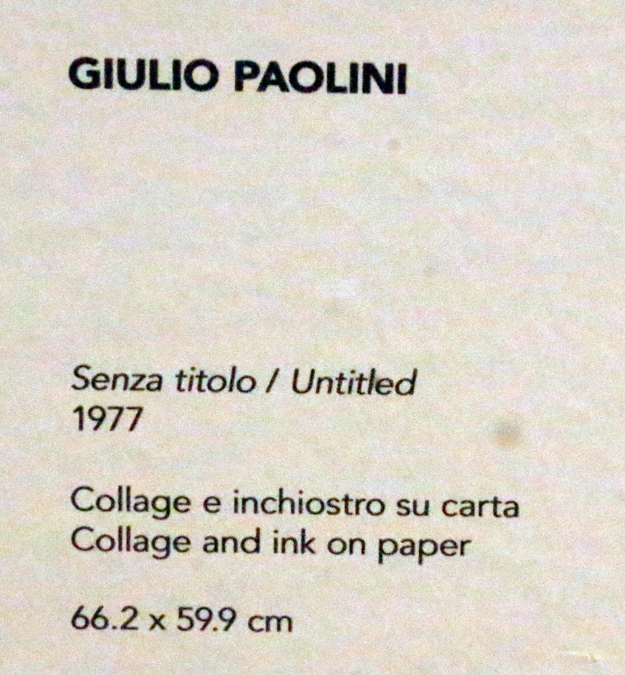 GIULIO PAOLINI
Senza titolo / Untitled
1977
Collage e inchiostro su carta
Collage and ink on paper
66.2 x 59.9 cm